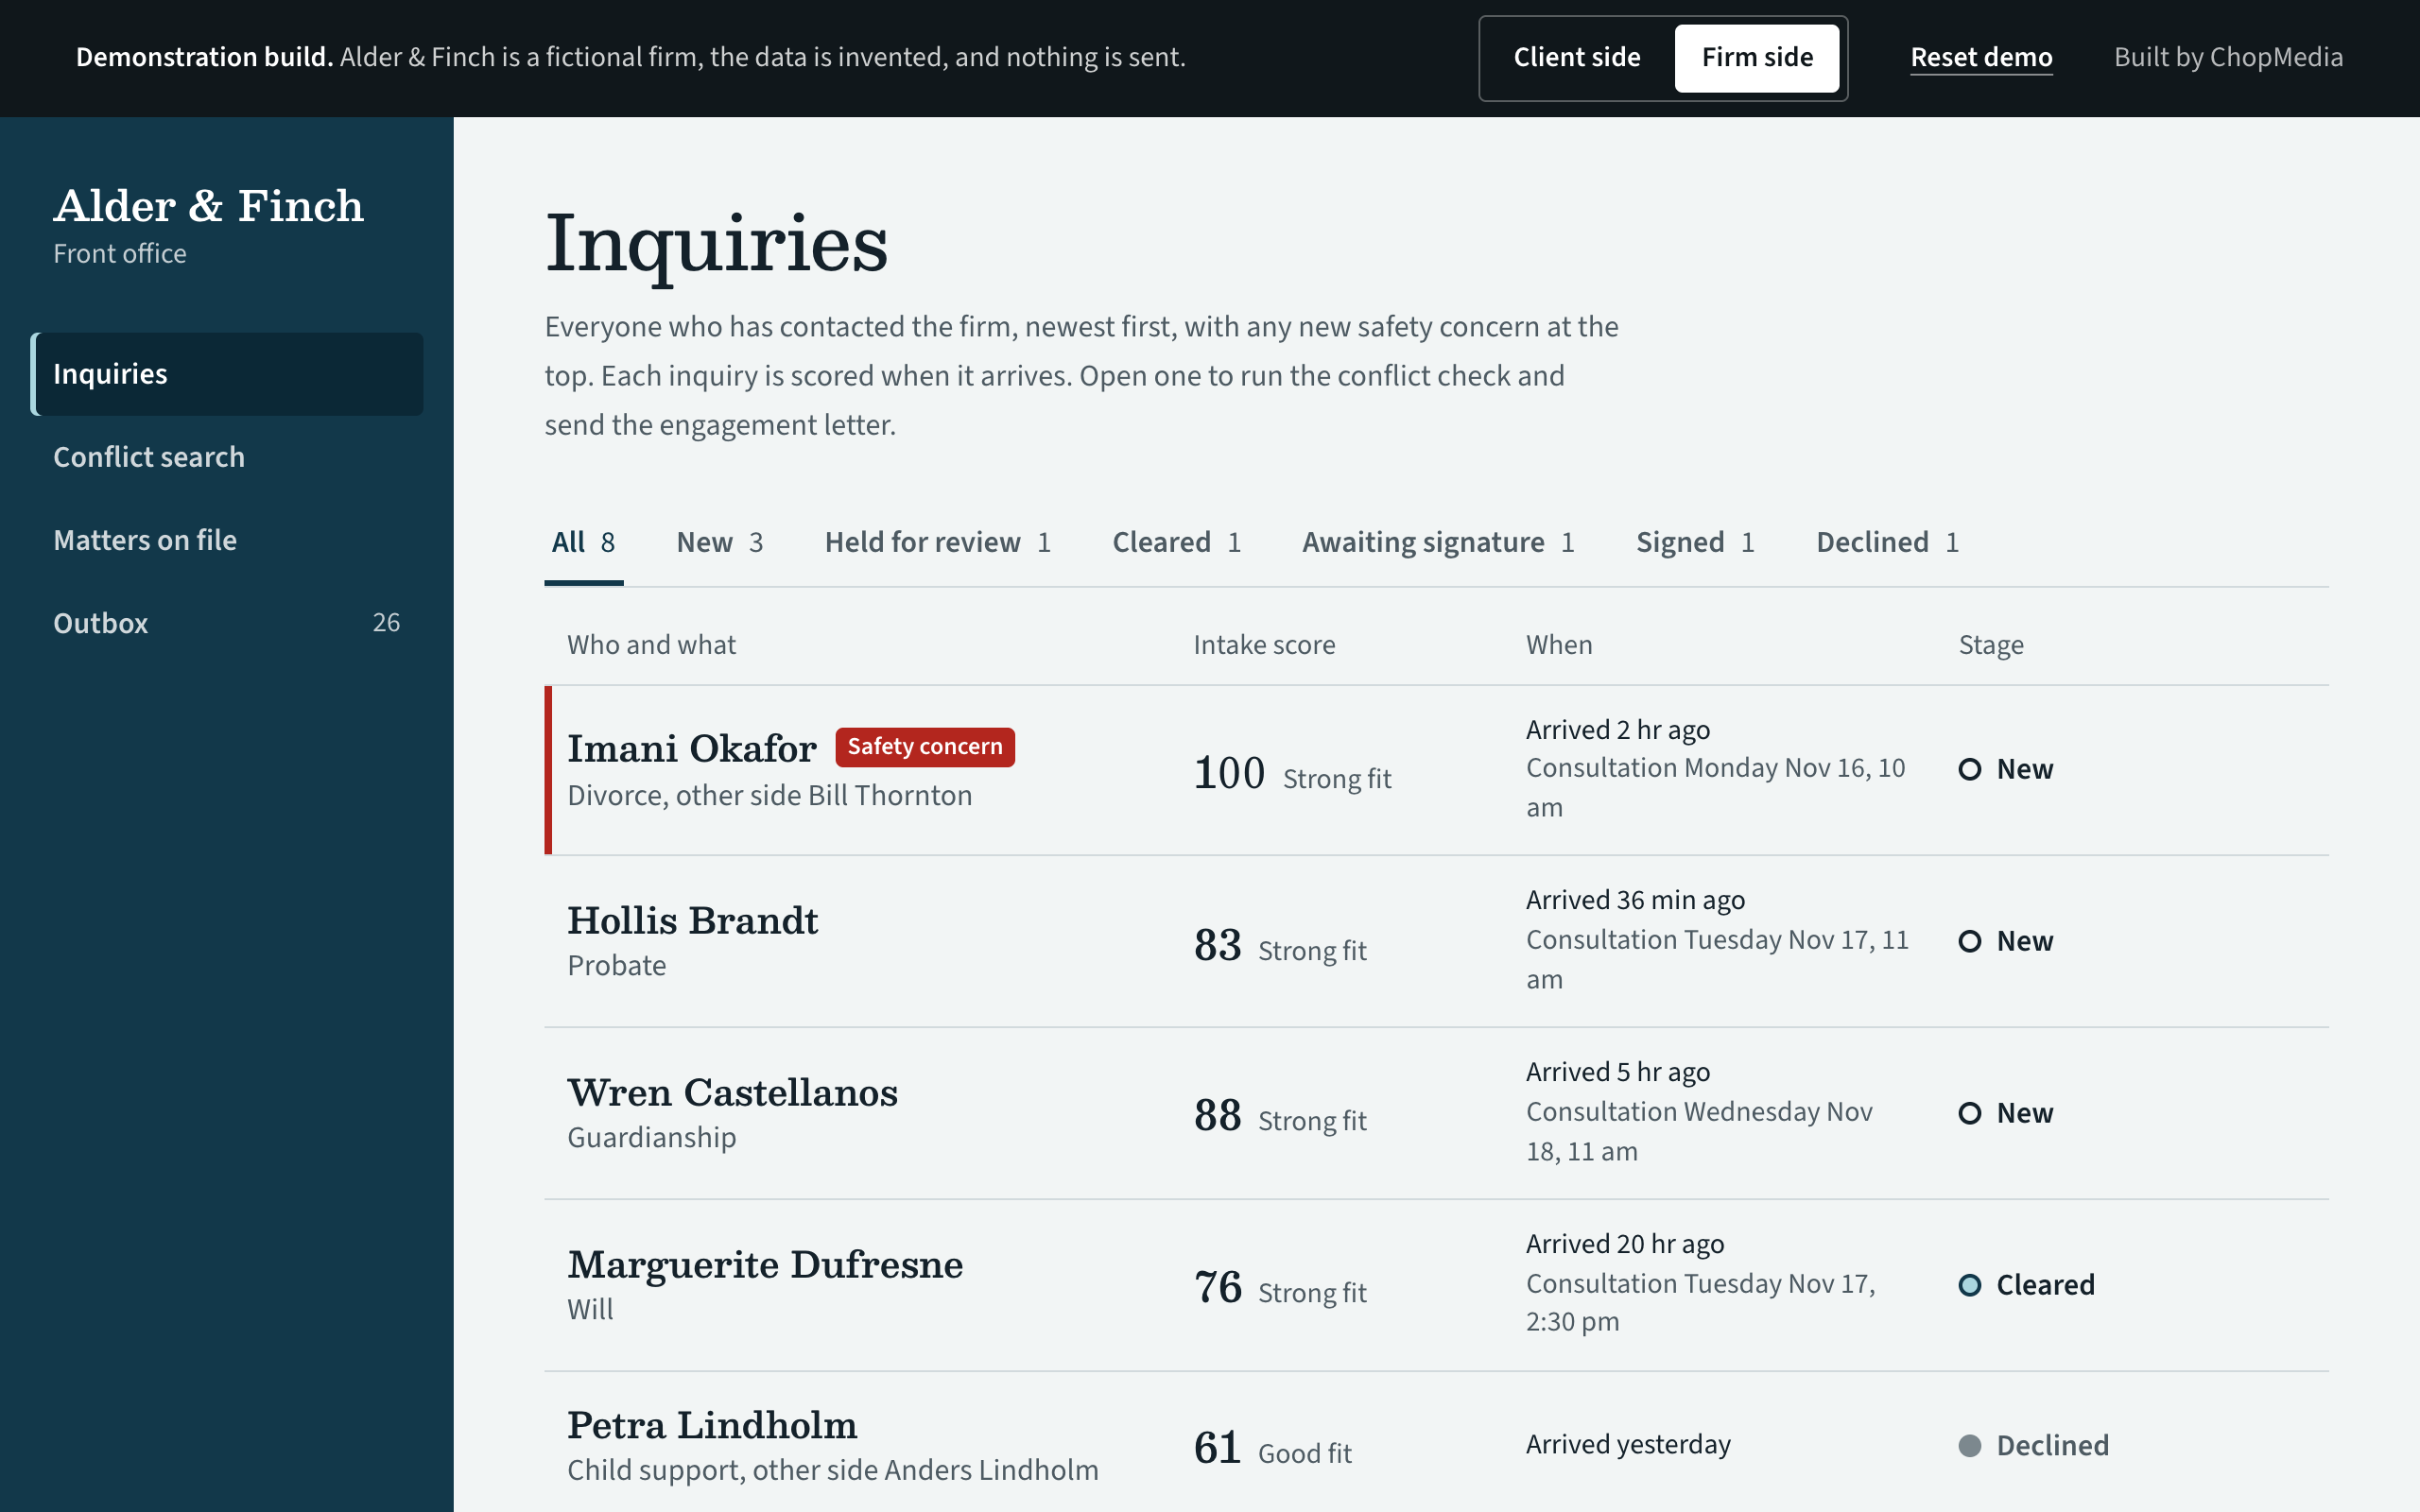 Demonstration build. Alder & Finch is a fictional firm, the data is invented, and nothing is sent.
Client side
Firm side
Reset demo
Built by ChopMedia
Alder & Finch
Front office
Inquiries
Conflict search
Matters on file
Outbox 26
Inquiries
Everyone who has contacted the firm, newest first, with any new safety concern at the
top. Each inquiry is scored when it arrives. Open one to run the conflict check and
send the engagement letter.
All 8
New 3
Held for review 1
Cleared 1
Awaiting signature 1
Signed 1
Declined 1
Who and what
Intake score
When
Stage
Imani Okafor
Safety concern
Divorce, other side Bill Thornton
100 Strong fit
Arrived 2 hr ago
Consultation Monday Nov 16, 10
am
New
Hollis Brandt
Probate
83 Strong fit
Arrived 36 min ago
Consultation Tuesday Nov 17, 11
am
New
Wren Castellanos
Guardianship
88 Strong fit
Arrived 5 hr ago
Consultation Wednesday Nov
18, 11 am
New
Marguerite Dufresne
Will
76 Strong fit
Arrived 20 hr ago
Consultation Tuesday Nov 17,
2:30 pm
Cleared
Petra Lindholm
Child support, other side Anders Lindholm
61 Good fit
Arrived yesterday
Declined